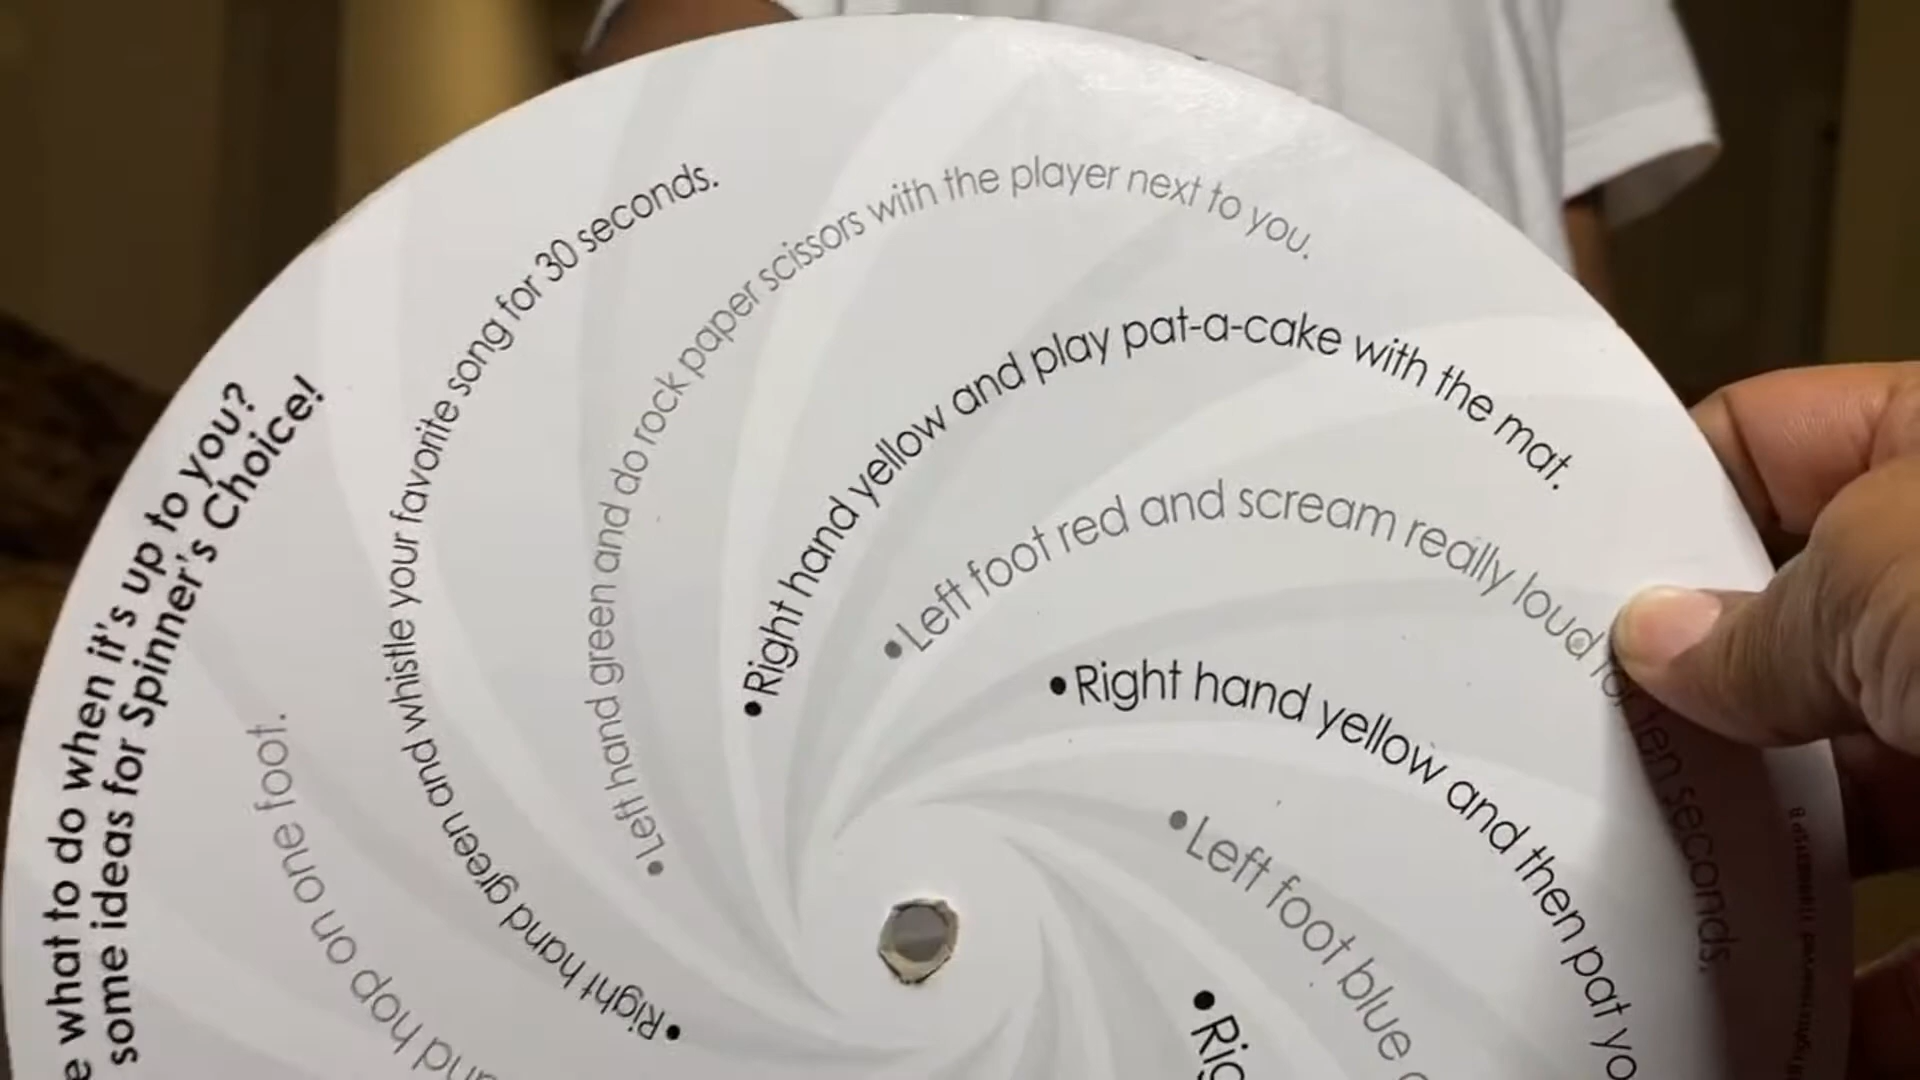 what to do when it's up to you?
some ideas for Spinner's Choice!
and hop on one foot.
•Right hand green and whistle your favorite song for 30 seconds.
•Left hand green and do rock paper scissors with the player next to you.
•Right hand yellow and play pat-a-cake with the mat.
•Left foot red and scream really loud for ten seconds.
•Right hand yellow and then pat
•Left foot blue